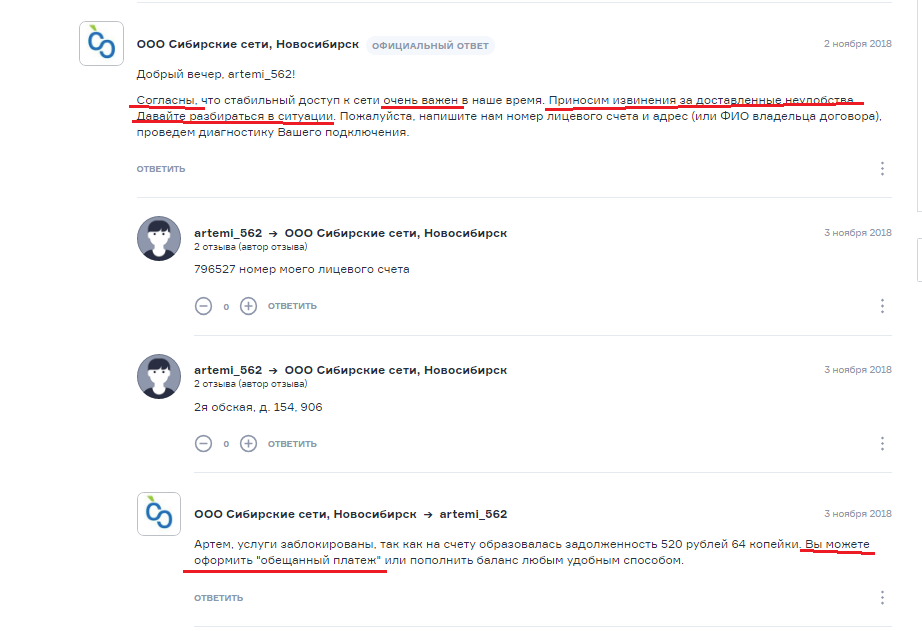 ООО Сибирские сети, Новосибирск ОФИЦИАЛЬНЫЙ ОТВЕТ 2 ноября 2018
Добрый вечер, artemi_562!
Согласны, что стабильный доступ к сети очень важен в наше время. Приносим извинения за доставленные неудобства.
Давайте разбираться в ситуации. Пожалуйста, напишите нам номер лицевого счета и адрес (или ФИО владельца договора),
проведем диагностику Вашего подключения.
ОТВЕТИТЬ
artemi_562 → ООО Сибирские сети, Новосибирск 3 ноября 2018
2 отзыва (автор отзыва)
796527 номер моего лицевого счета
0 ОТВЕТИТЬ
artemi_562 → ООО Сибирские сети, Новосибирск 3 ноября 2018
2 отзыва (автор отзыва)
2я обская, д. 154, 906
0 ОТВЕТИТЬ
ООО Сибирские сети, Новосибирск → artemi_562 3 ноября 2018
Артем, услуги заблокированы, так как на счету образовалась задолженность 520 рублей 64 копейки. Вы можете
оформить "обещанный платеж" или пополнить баланс любым удобным способом.
ОТВЕТИТЬ